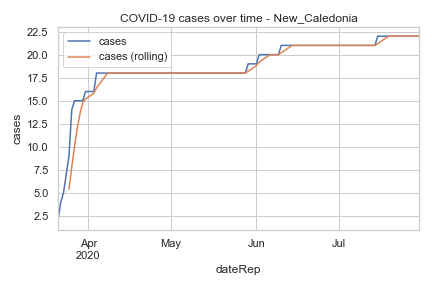 COVID-19 cases over time - New_Caledonia
cases
cases (rolling)
22.5
20.0
17.5
15.0
12.5
10.0
7.5
5.0
2.5
cases
Apr
2020
May
Jun
Jul
dateRep